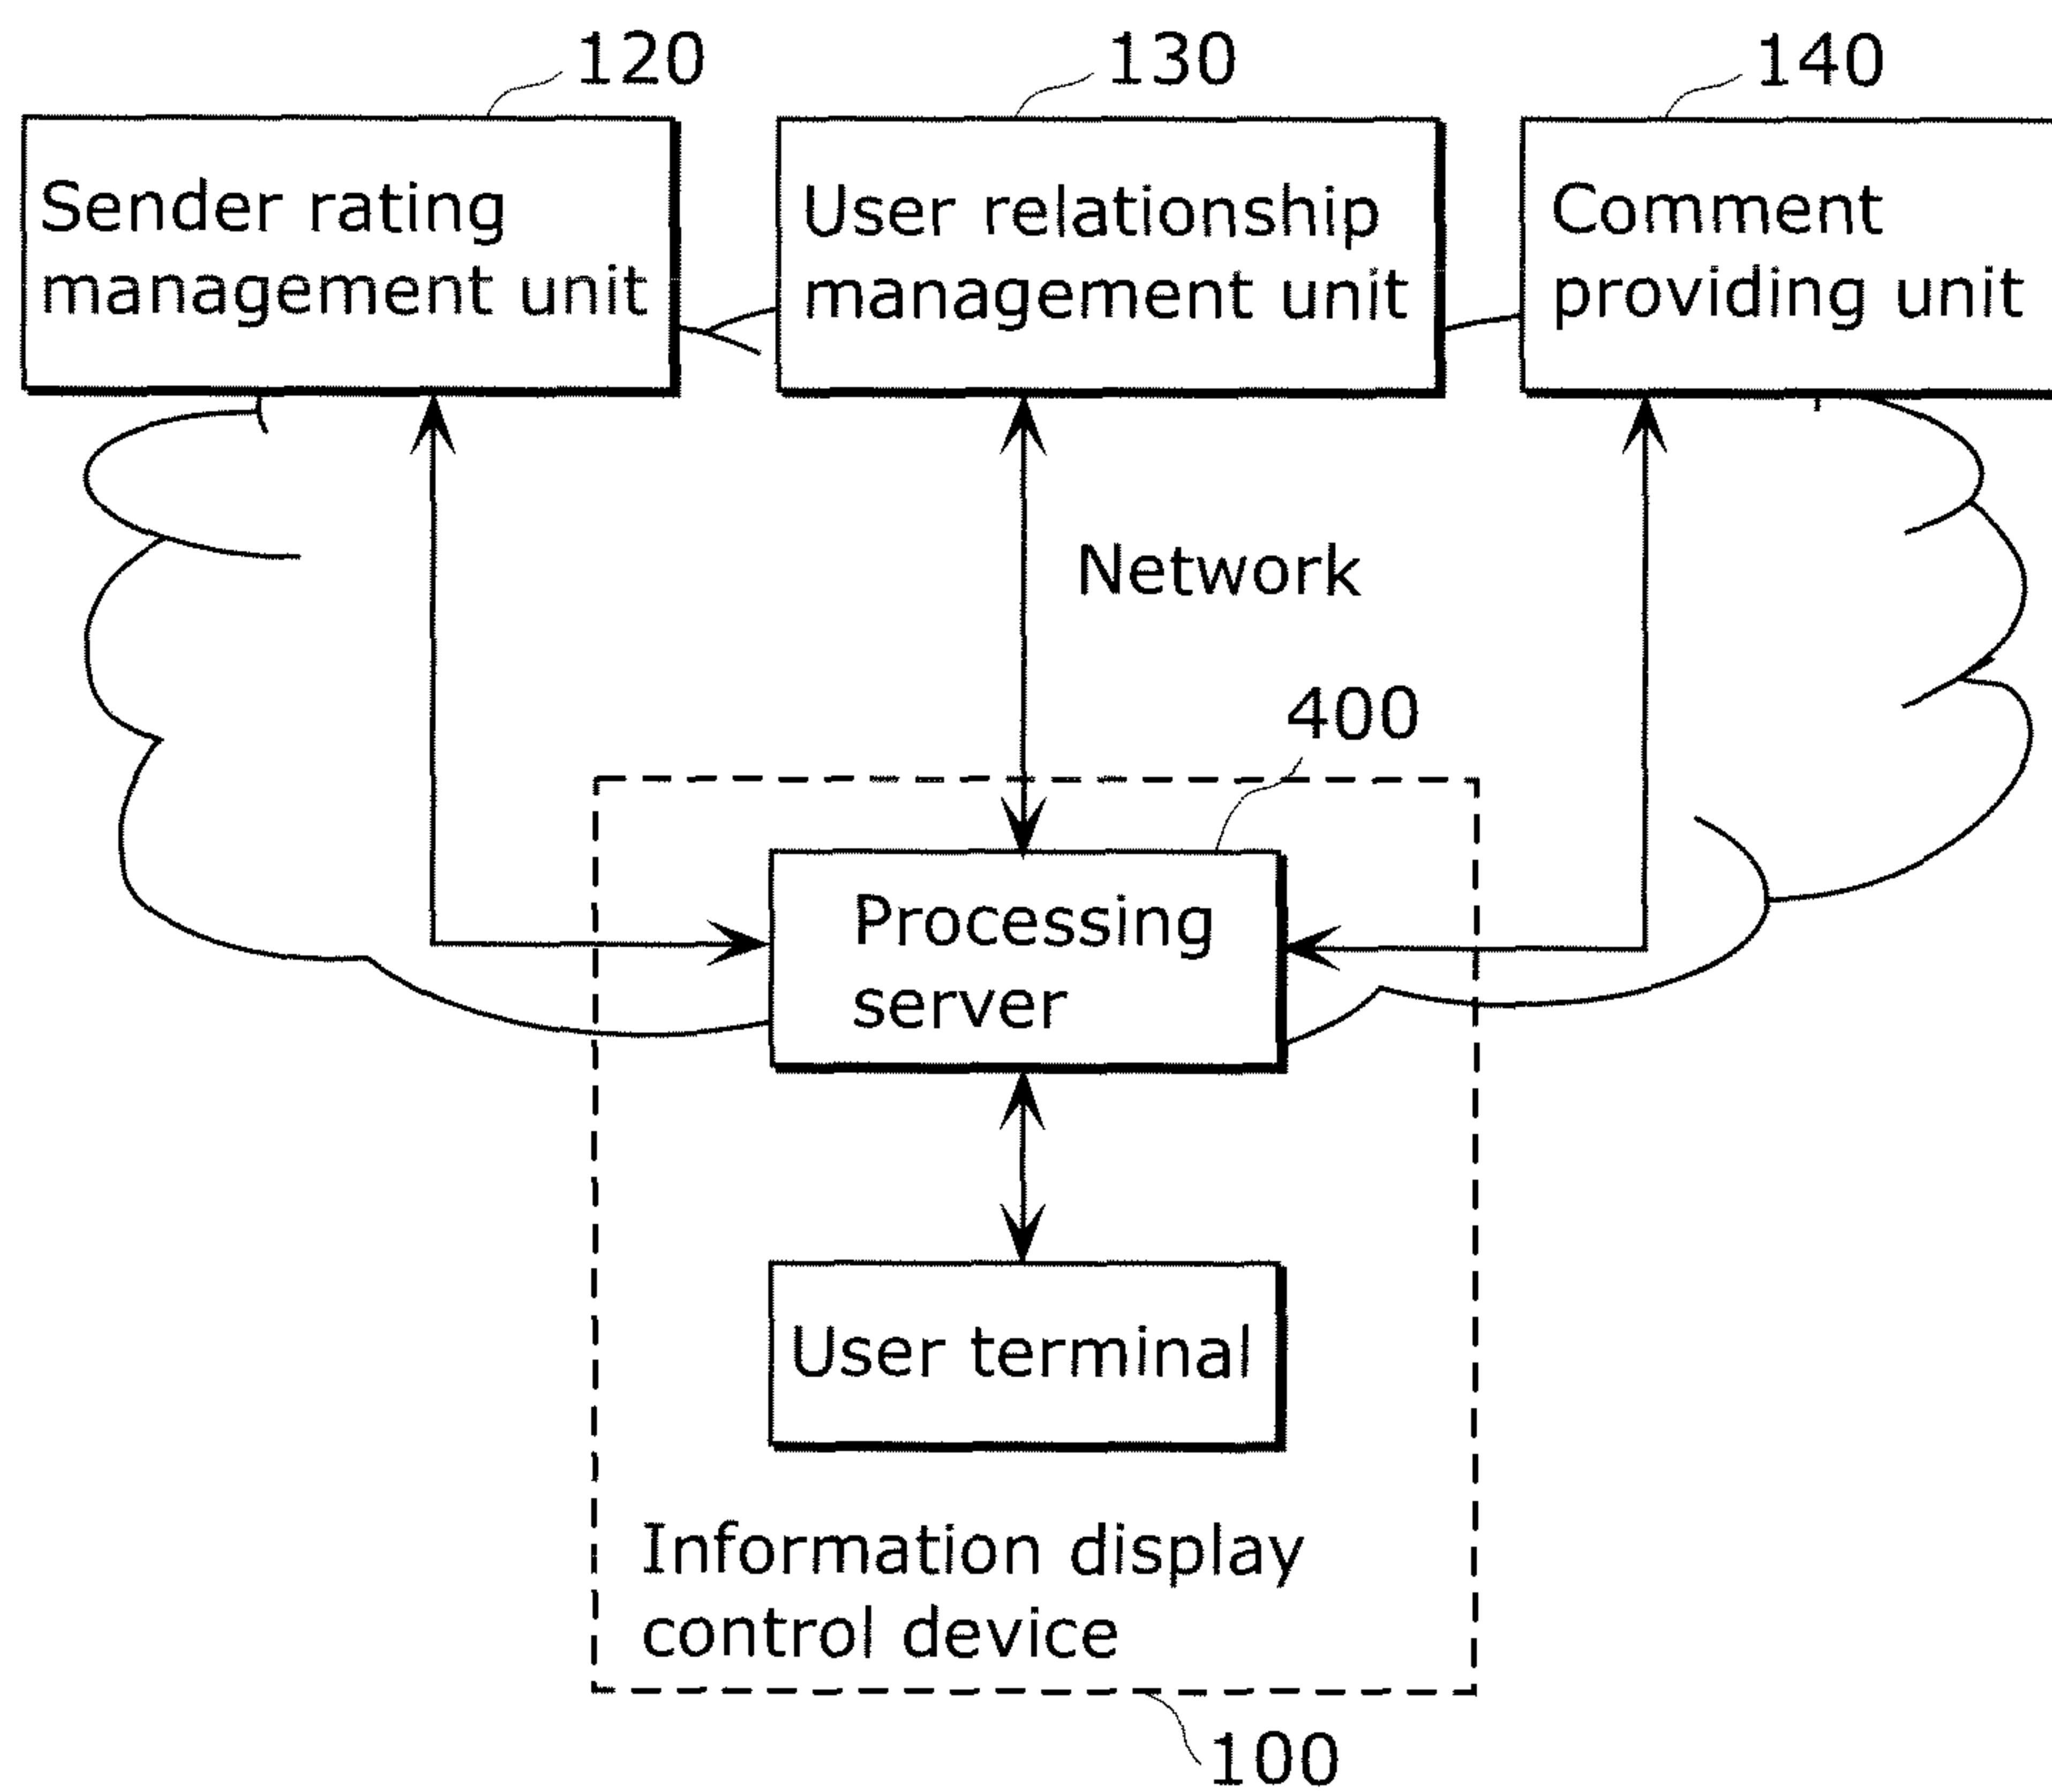 120
130
140
Sender rating
management unit
User relationship
management unit
Comment
providing unit
Network
400
Processing
server
User terminal
Information display
control device
100